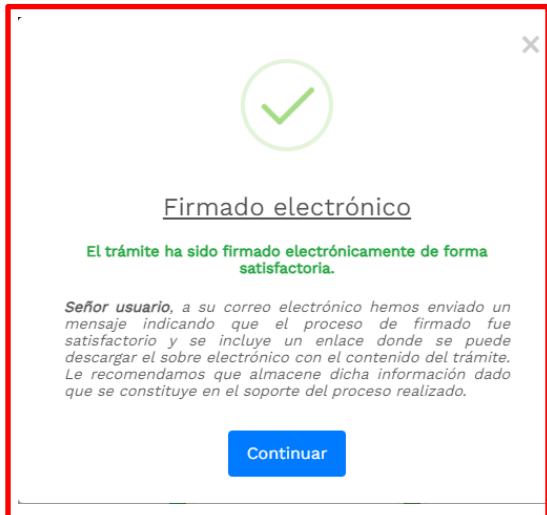 Firmado electrónico
El trámite ha sido firmado electrónicamente de forma
satisfactoria.
Señor usuario, a su correo electrónico hemos enviado un
mensaje indicando que el proceso de firmado fue
satisfactorio y se incluye un enlace donde se puede
descargar el sobre electrónico con el contenido del trámite.
Le recomendamos que almacene dicha información dado
que se constituye en el soporte del proceso realizado.
Continuar